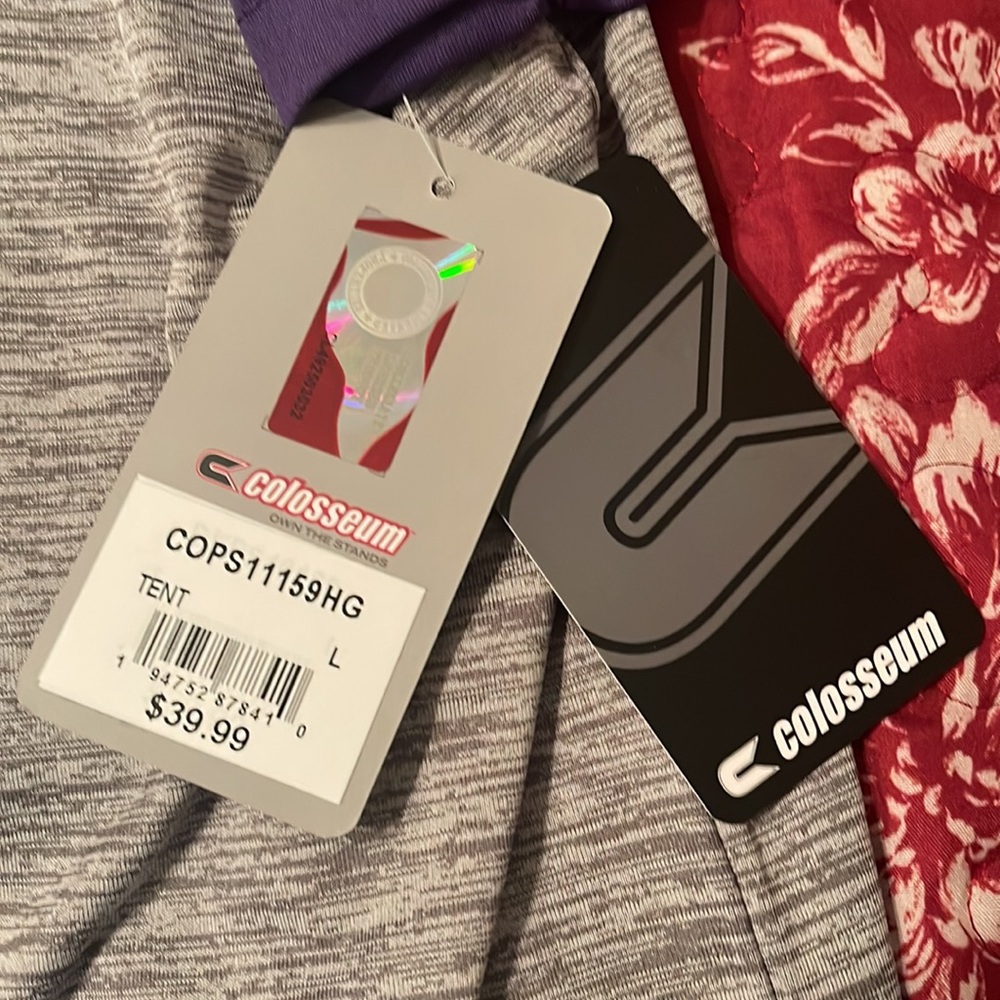 colosseum
OWN THE STANDS
COPS11159HG
TENT
L
1 94752 87841 0
$39.99
colosseum